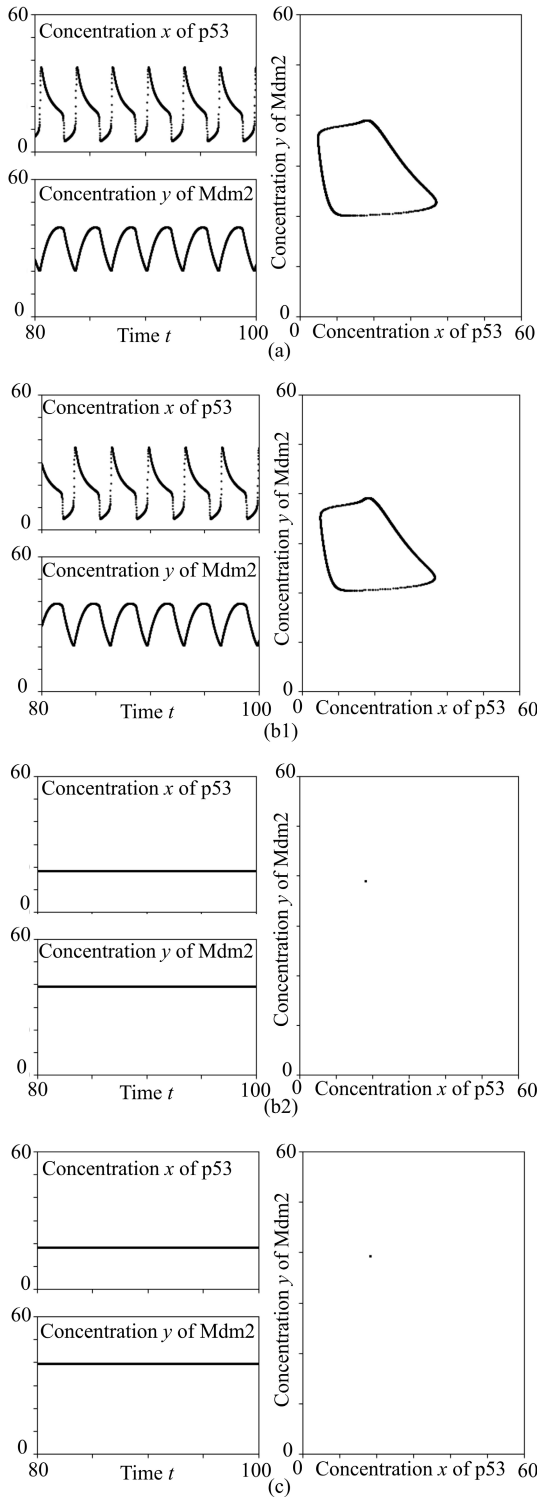 60
Concentration x of p53
0
60
Concentration y of Mdm2
0
80
Time t
100
Concentration y of Mdm2
60
0
0
Concentration x of p53
60
(a)
60
Concentration x of p53
0
60
Concentration y of Mdm2
0
80
Time t
100
Concentration y of Mdm2
60
0
0
Concentration x of p53
60
(b1)
60
Concentration x of p53
0
60
Concentration y of Mdm2
0
80
Time t
100
Concentration y of Mdm2
60
0
0
Concentration x of p53
60
(b2)
60
Concentration x of p53
0
60
Concentration y of Mdm2
0
80
Time t
100
Concentration y of Mdm2
60
0
0
Concentration x of p53
60
(c)